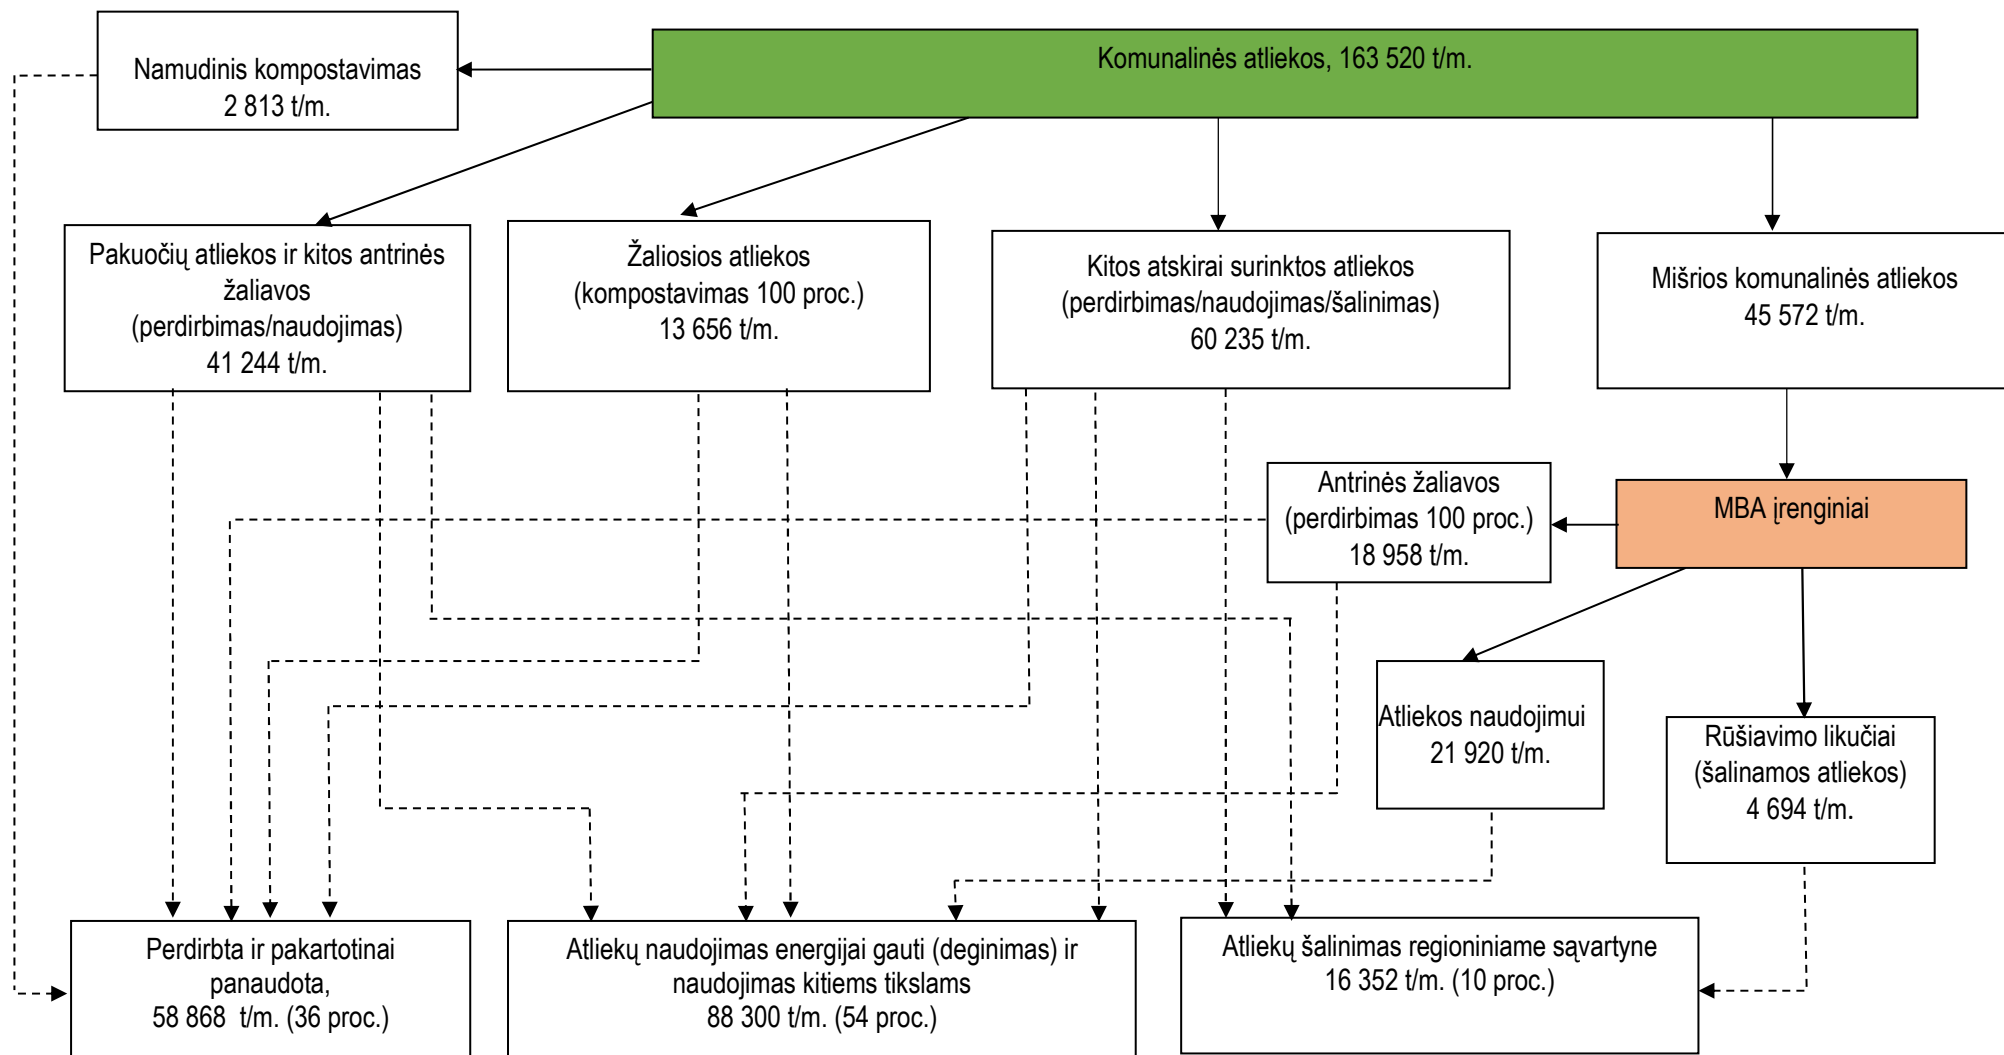 Namudinis kompostavimas
2 813 t/m.
Komunalinės atliekos, 163 520 t/m.
Pakuočių atliekos ir kitos antrinės
žaliavos
(perdirbimas/naudojimas)
41 244 t/m.
Žaliosios atliekos
(kompostavimas 100 proc.)
13 656 t/m.
Kitos atskirai surinktos atliekos
(perdirbimas/naudojimas/šalinimas)
60 235 t/m.
Mišrios komunalinės atliekos
45 572 t/m.
Antrinės žaliavos
(perdirbimas 100 proc.)
18 958 t/m.
MBA įrenginiai
Atliekos naudojimui
21 920 t/m.
Rūšiavimo likučiai
(šalinamos atliekos)
4 694 t/m.
Perdirbta ir pakartotinai
panaudota,
58 868 t/m. (36 proc.)
Atliekų naudojimas energijai gauti (deginimas) ir
naudojimas kitiems tikslams
88 300 t/m. (54 proc.)
Atliekų šalinimas regioniniame sąvartyne
16 352 t/m. (10 proc.)